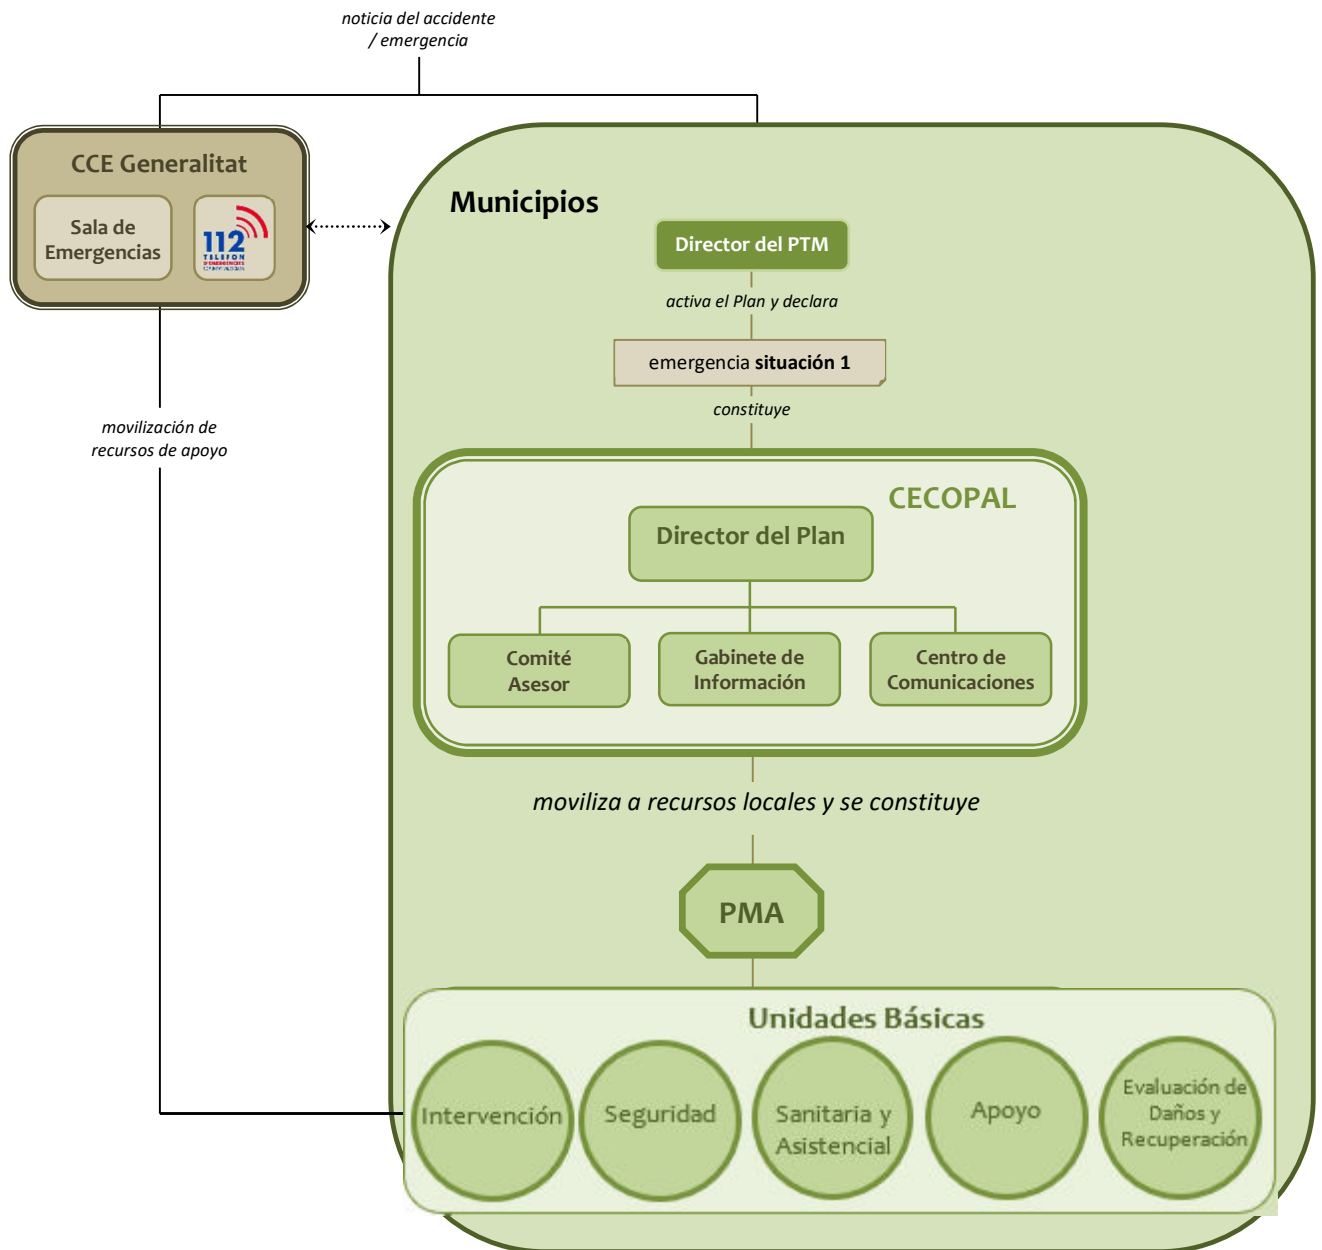 noticia del accidente
/ emergencia
CCE Generalitat
Sala de
Emergencias
112
TELÈFON
D'EMERGÈNCIES
Municipios
Director del PTM
activa el Plan y declara
emergencia situación 1
constituye
movilización de
recursos de apoyo
CECOPAL
Director del Plan
Comité
Asesor
Gabinete de
Información
Centro de
Comunicaciones
moviliza a recursos locales y se constituye
PMA
Unidades Básicas
Intervención
Seguridad
Sanitaria y
Asistencial
Apoyo
Evaluación de
Daños y
Recuperación